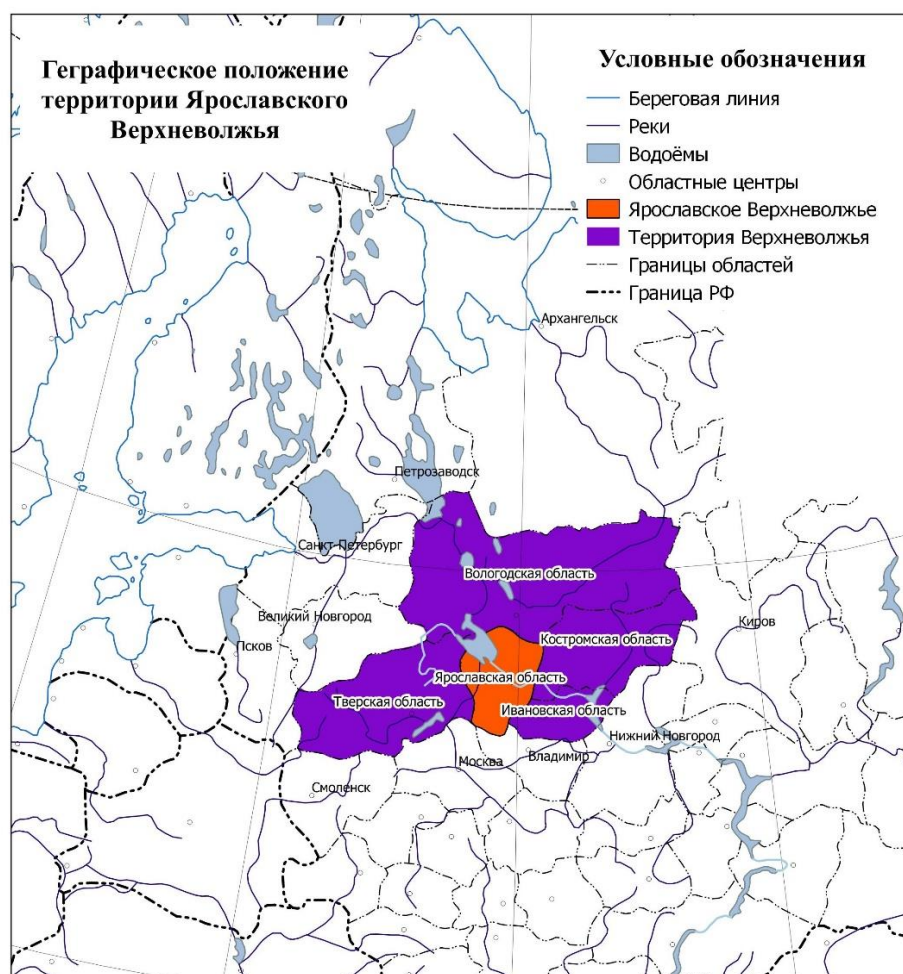 Геграфическое положение
территории Ярославского
Верхневолжья
Условные обозначения
Береговая линия
Реки
Водоёмы
Областные центры
Ярославское Верхневолжье
Территория Верхневолжья
Границы областей
Граница РФ
Архангельск
Петрозаводск
Санкт-Петербург
Вологодская область
Великий Новгород
Псков
Киров
Костромская область
Ярославская область
Тверская область
Ивановская область
Нижний Новгород
Владимир
Москва
Смоленск